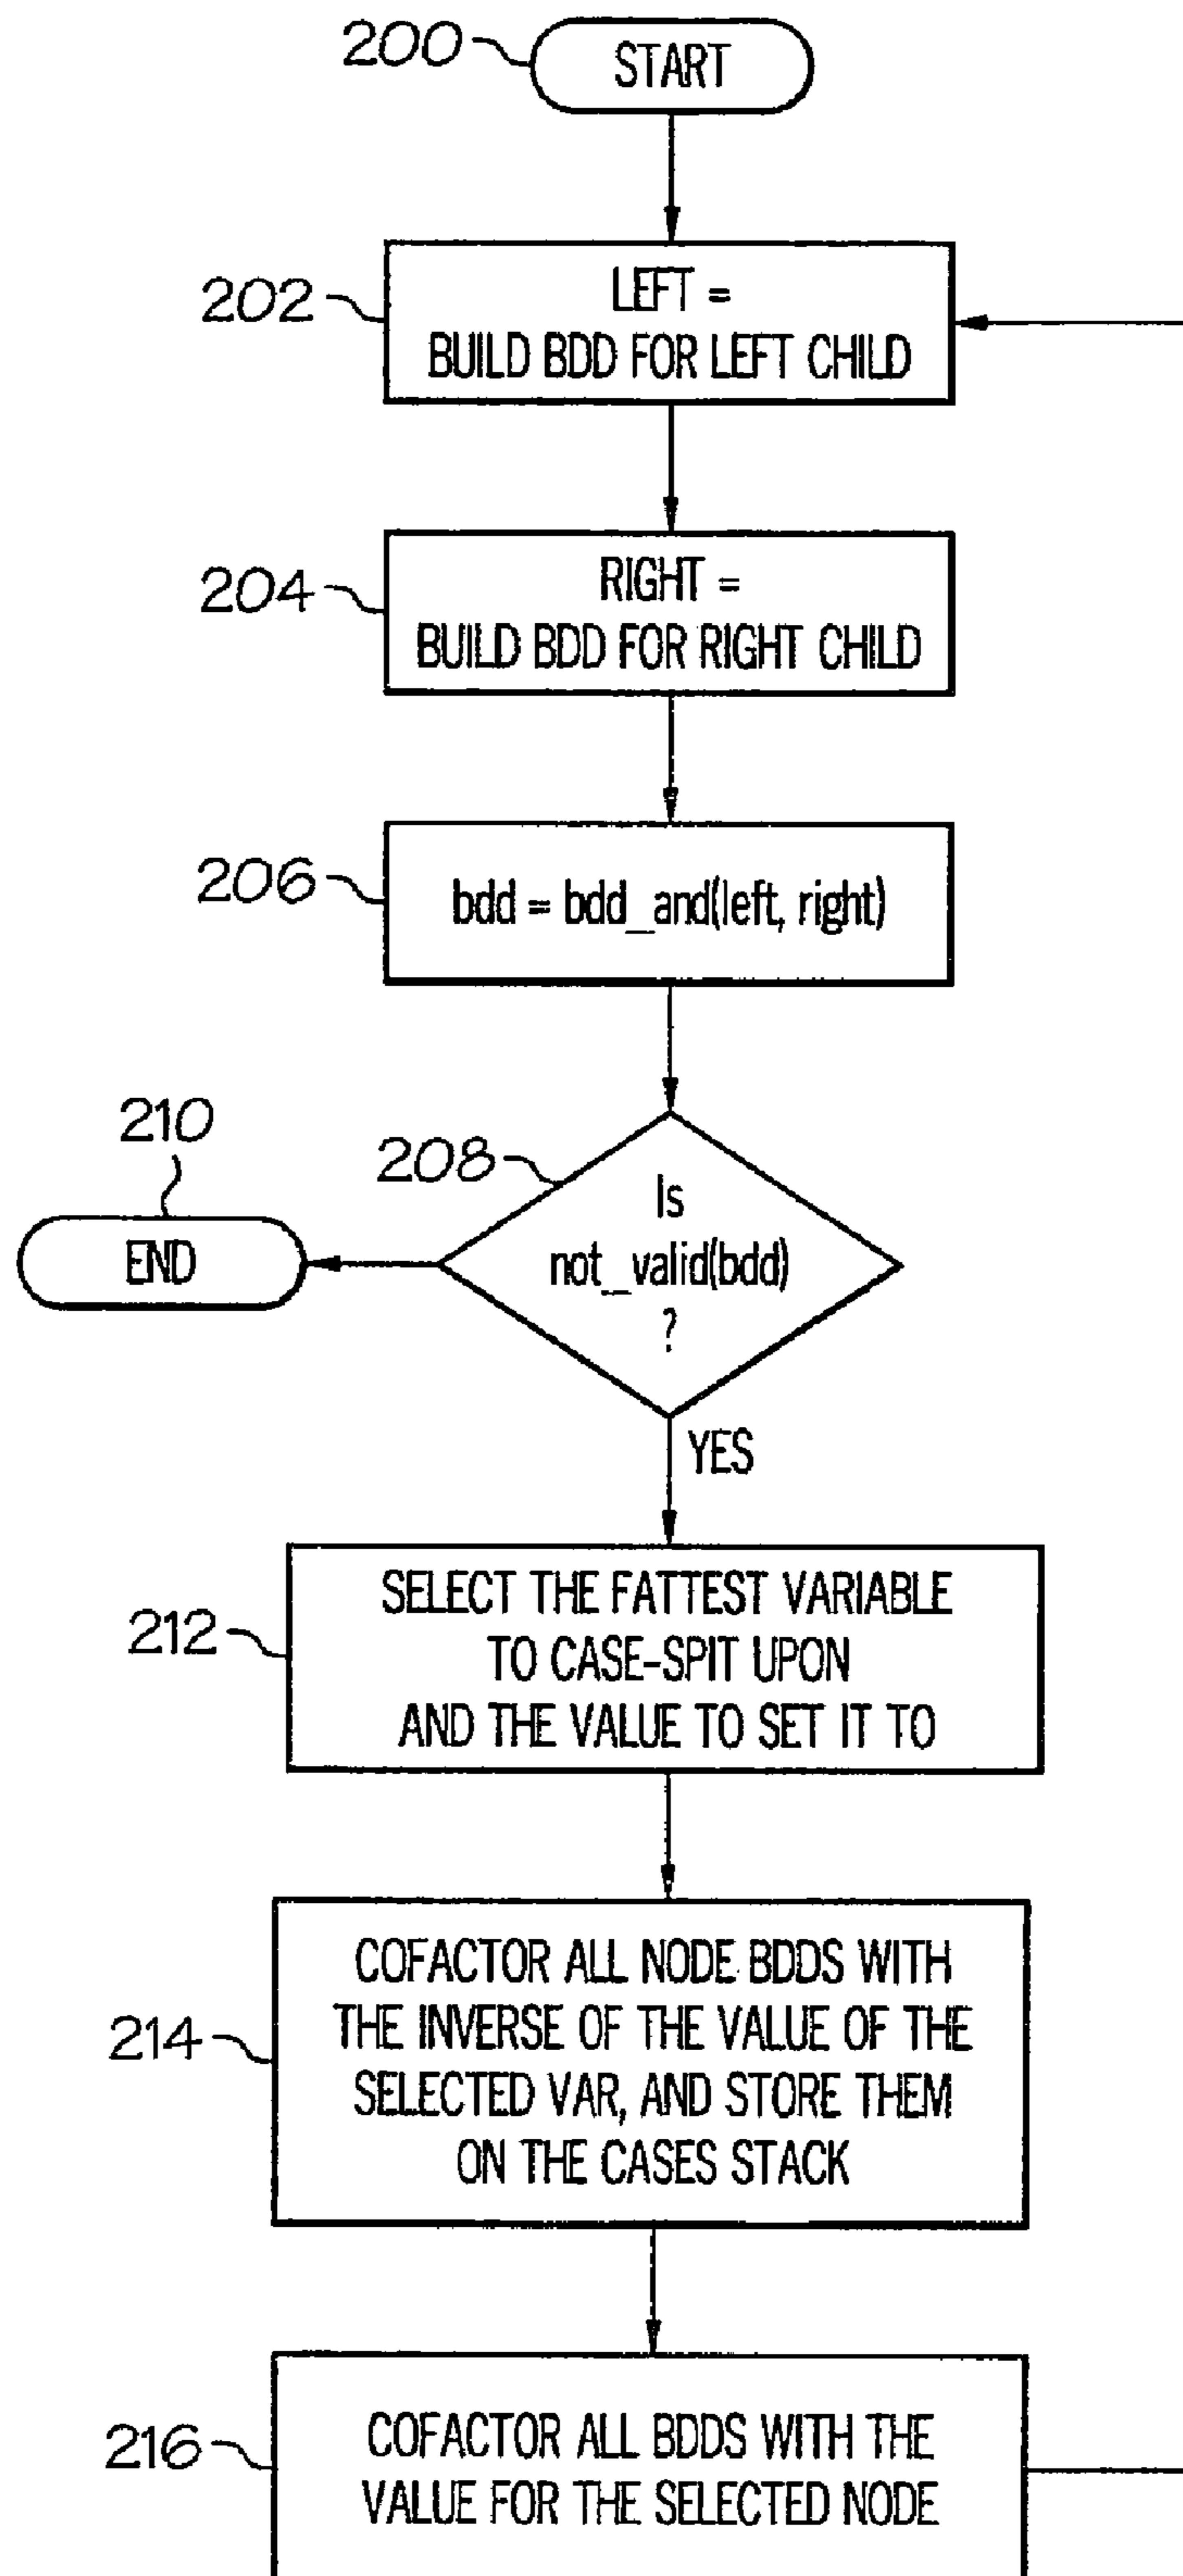 200
START
202
LEFT =
BUILD BDD FOR LEFT CHILD
204
RIGHT =
BUILD BDD FOR RIGHT CHILD
206
bdd = bdd_and(left, right)
210
208
Is
not_valid(bdd)
?
END
YES
212
SELECT THE FATTEST VARIABLE
TO CASE-SPIT UPON
AND THE VALUE TO SET IT TO
214
COFACTOR ALL NODE BDDS WITH
THE INVERSE OF THE VALUE OF THE
SELECTED VAR, AND STORE THEM
ON THE CASES STACK
216
COFACTOR ALL BDDS WITH THE
VALUE FOR THE SELECTED NODE